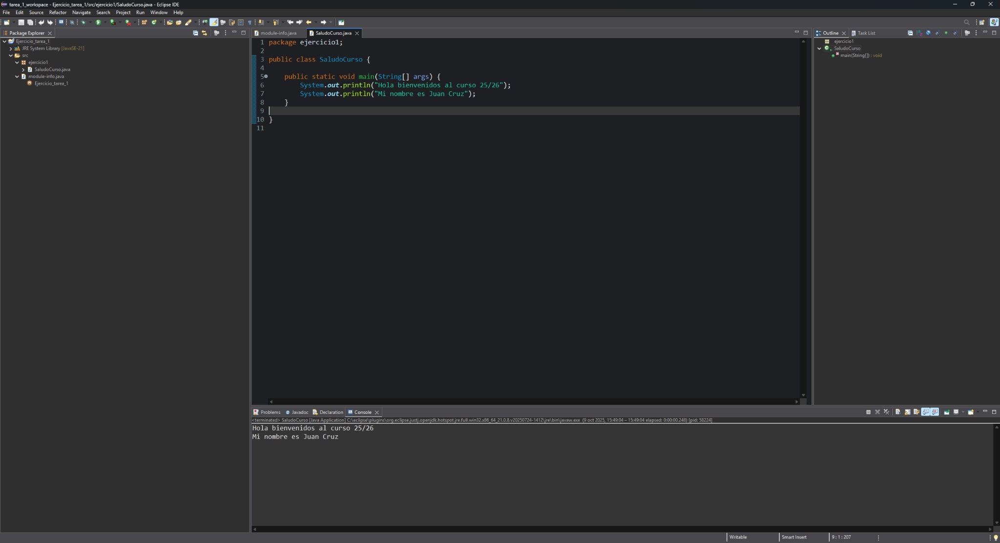 tarea_1_workspace - Ejercicio_tarea_1/src/ejercicio1/SaludoCurso.java - Eclipse IDE
File Edit Source Refactor Navigate Search Project Run Window Help
Package Explorer
Ejercicio_tarea_1
JRE System Library [JavaSE-21]
src
ejercicio1
SaludoCurso.java
module-info.java
Ejercicio_tarea_1
module-info.java SaludoCurso.java
1 package ejercicio1;
2
3 public class SaludoCurso {
4
5 public static void main(String[] args) {
6 System.out.println("Hola bienvenidos al curso 25/26");
7 System.out.println("Mi nombre es Juan Cruz");
8 }
9
10 }
11
Outline Task List
ejercicio1
SaludoCurso
main(String[]) : void
Problems Javadoc Declaration Console
<terminated> SaludoCurso [Java Application] C:\eclipse\plugins\org.eclipse.justj.openjdk.hotspot.jre.full.win32.x86_64_21.0.8.v20250724-1412\jre\bin\javaw.exe (9 oct 2025, 15:49:04 – 15:49:04 elapsed: 0:00:00.248) [pid: 58224]
Hola bienvenidos al curso 25/26
Mi nombre es Juan Cruz
Writable Smart Insert 9 : 1 : 207